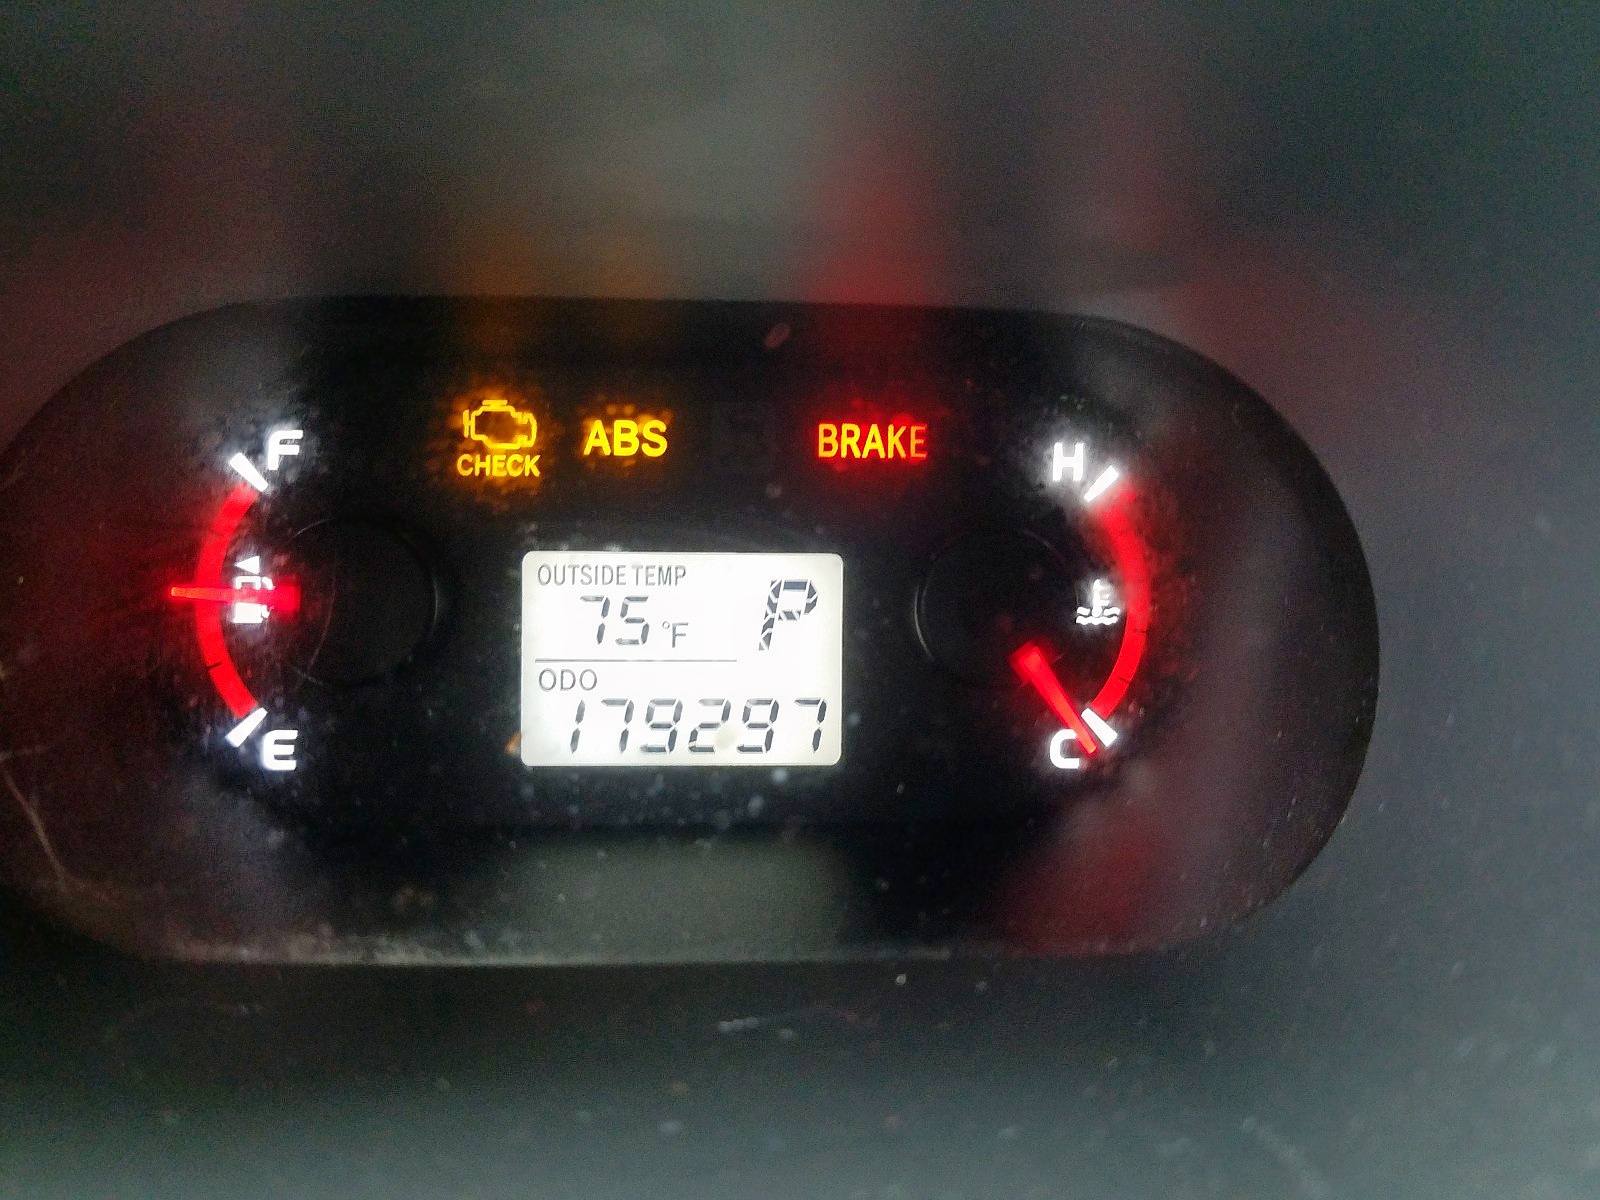 F
CHECK
ABS
BRAKE
H
OUTSIDE TEMP
75 °F
P
ODO
179297
E
C